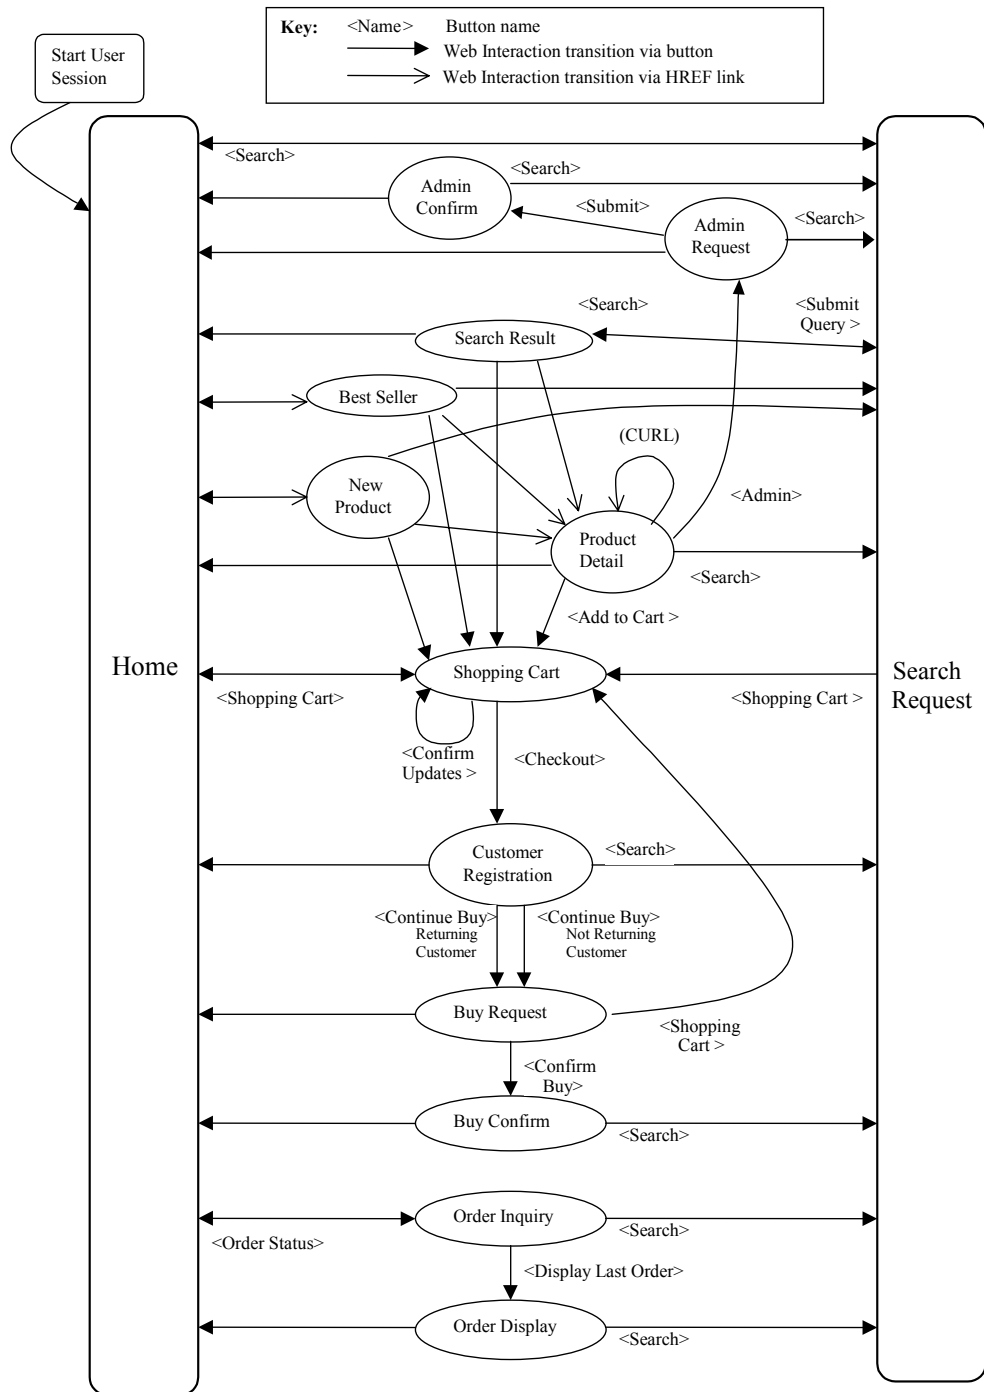 Key: <Name> Button name
Web Interaction transition via button
Web Interaction transition via HREF link
Start User
Session
<Search>
<Search>
Admin
Confirm
<Submit>
<Search>
Admin
Request
<Search>
<Submit
Query >
Search Result
Best Seller
(CURL)
New
Product
<Admin>
Product
Detail
<Search>
<Add to Cart >
Home
Shopping Cart
Search
Request
<Shopping Cart>
<Shopping Cart >
<Confirm
Updates >
<Checkout>
Customer
Registration
<Search>
<Continue Buy>
Returning
Customer
<Continue Buy>
Not Returning
Customer
Buy Request
<Shopping
Cart >
<Confirm
Buy>
Buy Confirm
<Search>
Order Inquiry
<Order Status>
<Search>
<Display Last Order>
Order Display
<Search>